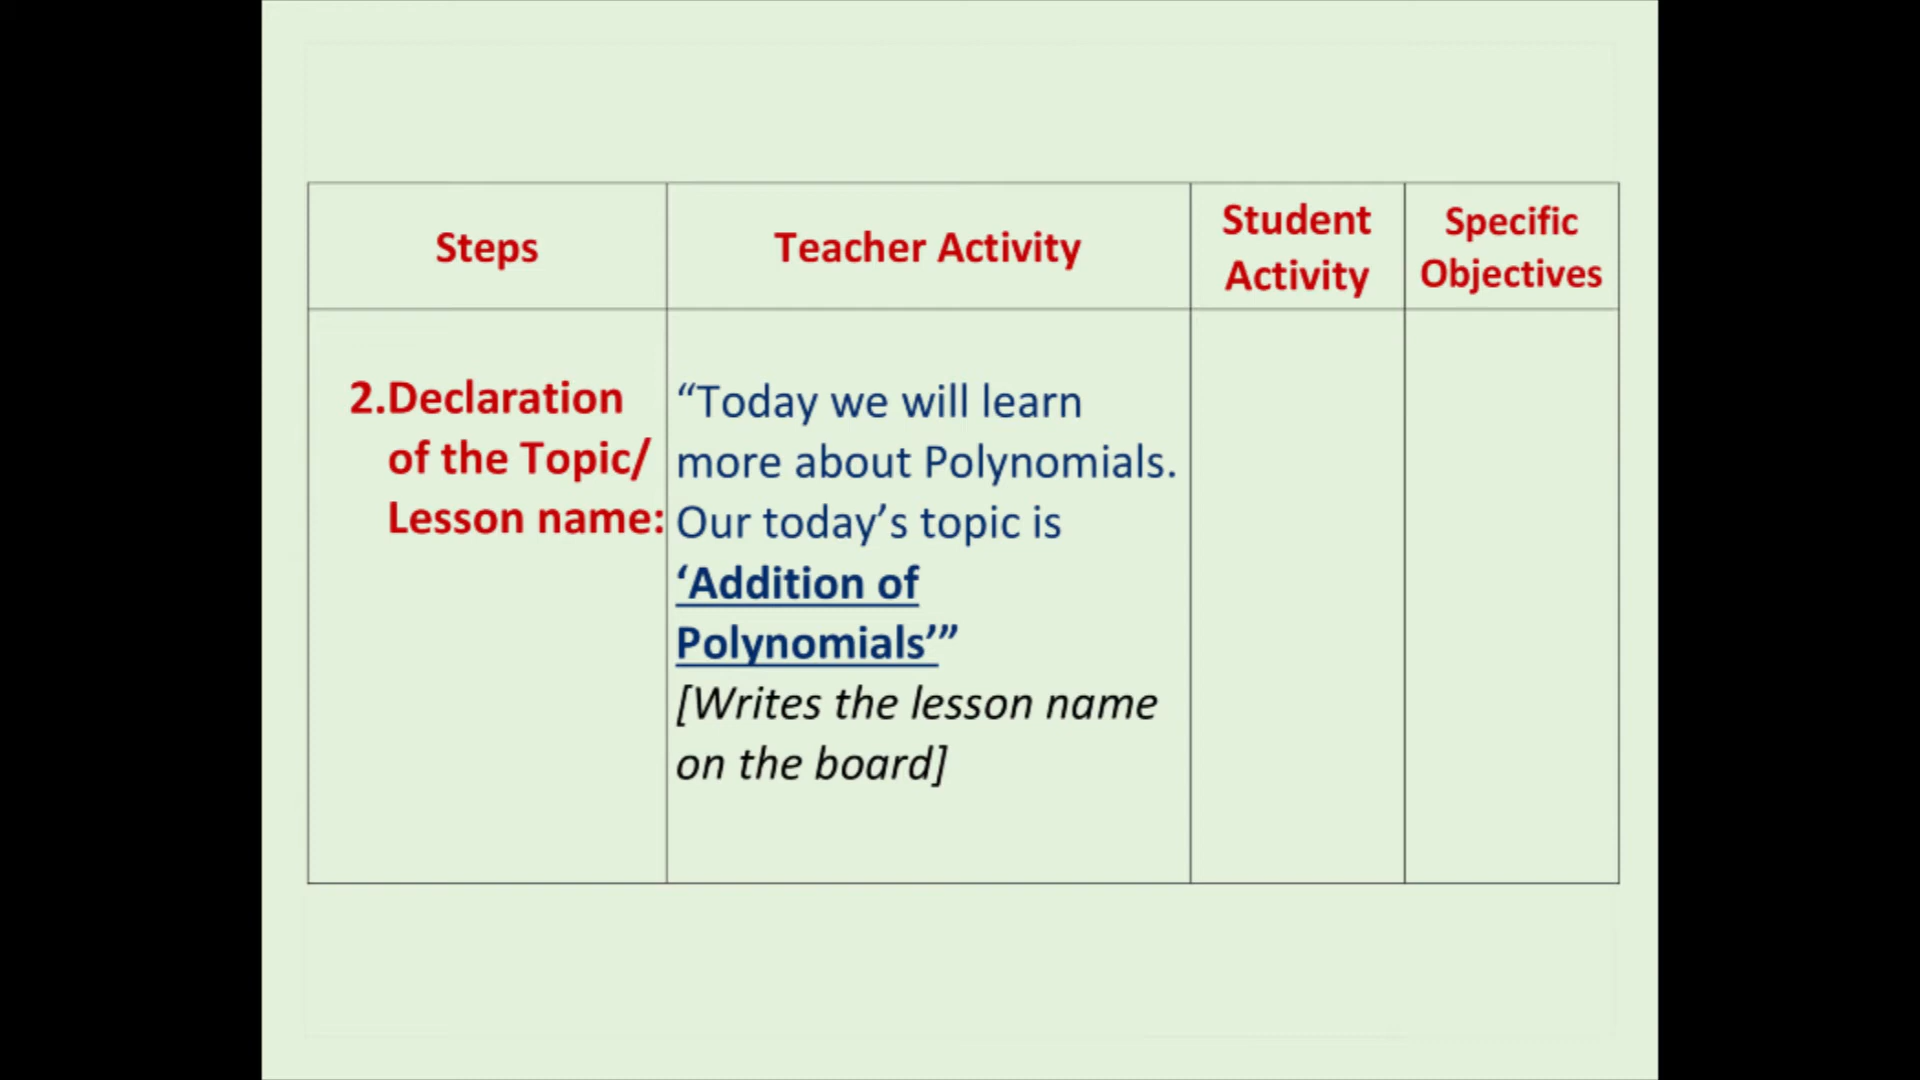 Steps
Teacher Activity
Student
Activity
Specific
Objectives
2.Declaration
of the Topic/
Lesson name:
“Today we will learn
more about Polynomials.
Our today’s topic is
‘Addition of
Polynomials’”
[Writes the lesson name
on the board]